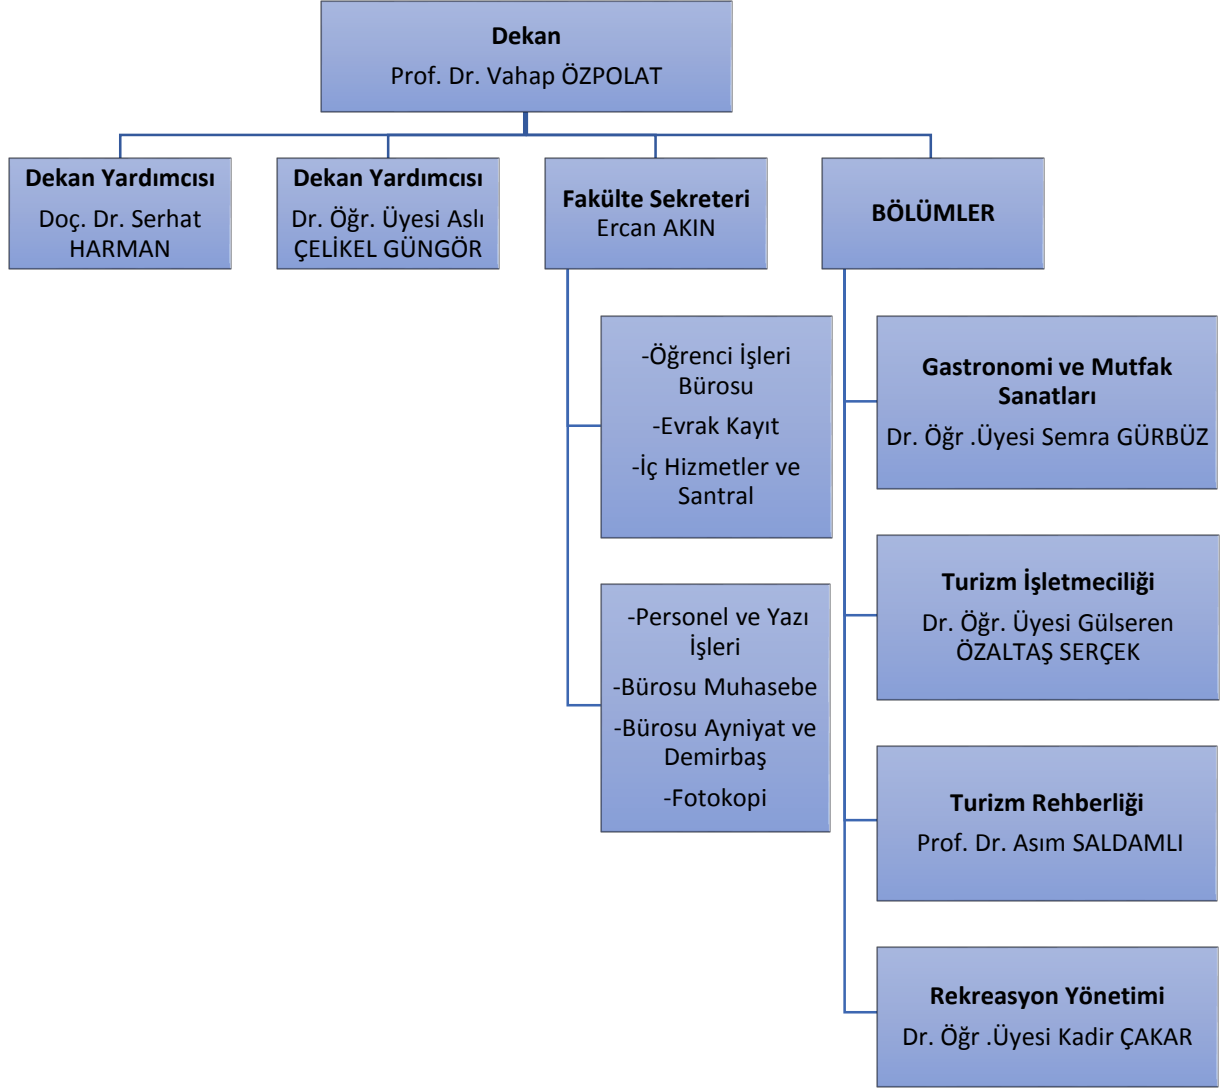 Dekan
Prof. Dr. Vahap ÖZPOLAT
Dekan Yardımcısı
Doç. Dr. Serhat
HARMAN
Dekan Yardımcısı
Dr. Öğr. Üyesi Aslı
ÇELİKEL GÜNGÖR
Fakülte Sekreteri
Ercan AKIN
BÖLÜMLER
-Öğrenci İşleri
Bürosu
-Evrak Kayıt
-İç Hizmetler ve
Santral
-Personel ve Yazı
İşleri
-Bürosu Muhasebe
-Bürosu Ayniyat ve
Demirbaş
-Fotokopi
Gastronomi ve Mutfak
Sanatları
Dr. Öğr .Üyesi Semra GÜRBÜZ
Turizm İşletmeciliği
Dr. Öğr. Üyesi Gülseren
ÖZALTAŞ SERÇEK
Turizm Rehberliği
Prof. Dr. Asım SALDAMLI
Rekreasyon Yönetimi
Dr. Öğr .Üyesi Kadir ÇAKAR